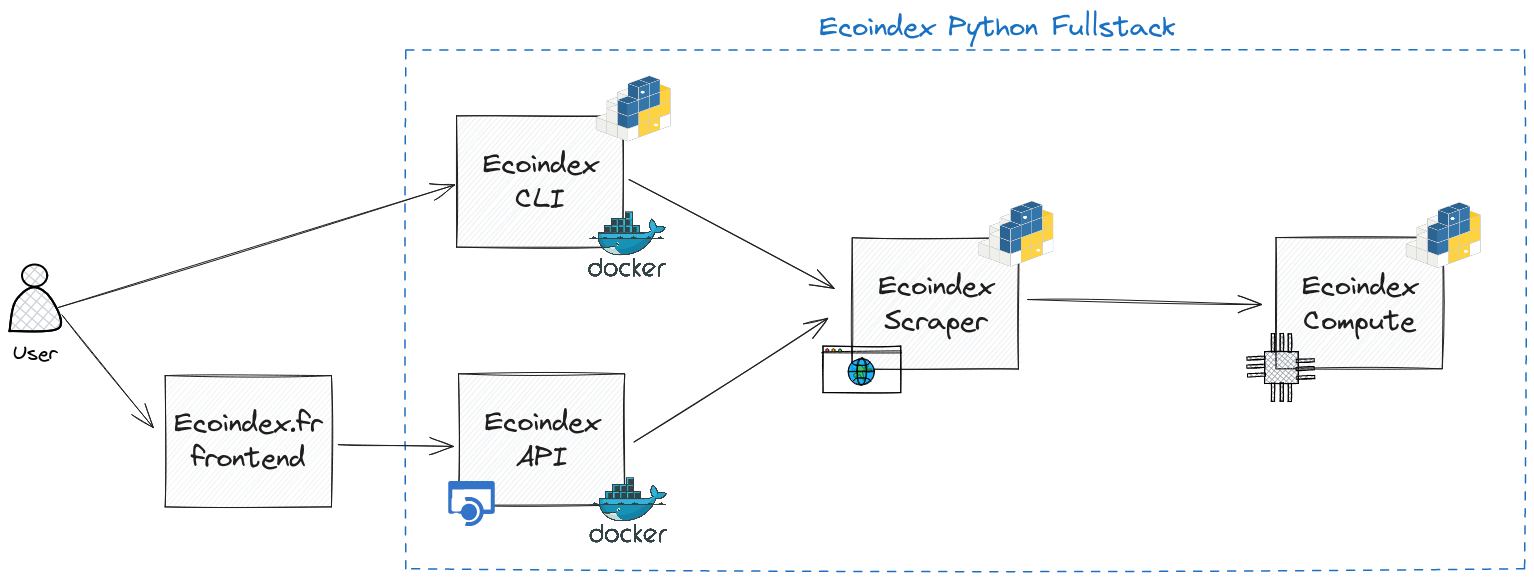 Ecoindex Python Fullstack
Ecoindex
CLI
docker
User
Ecoindex.fr
frontend
Ecoindex
API
docker
Ecoindex
Scraper
Ecoindex
Compute